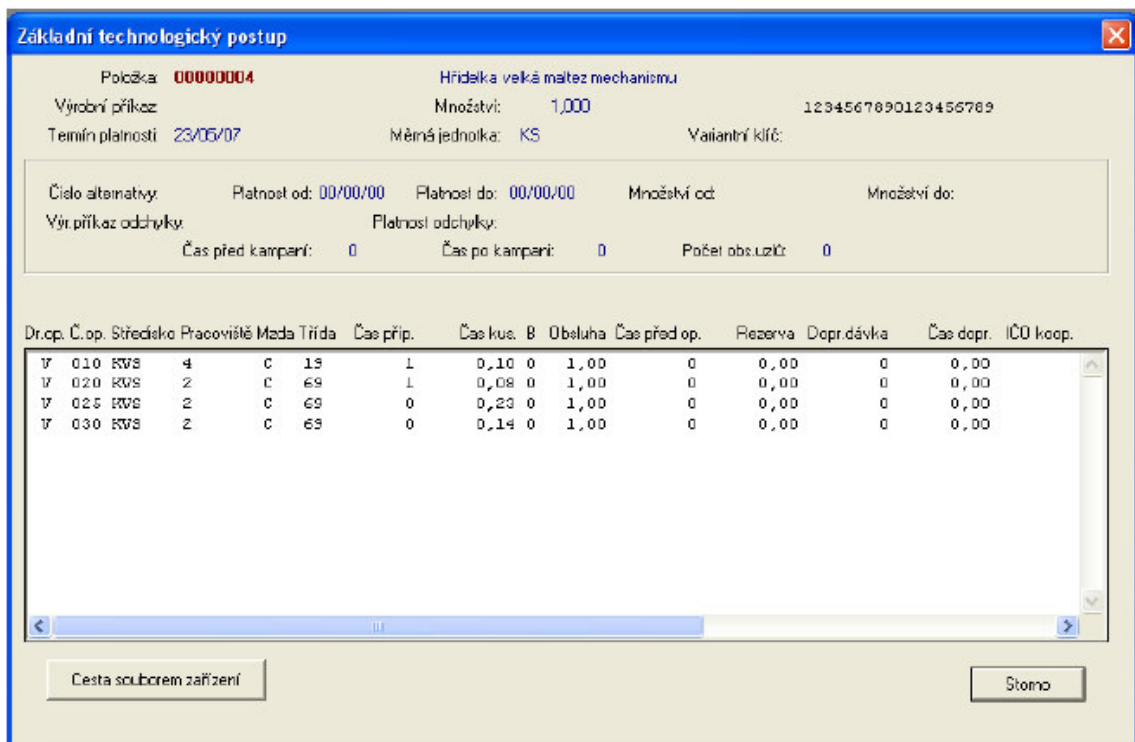 Základní technologický postup
Položka: 00000004 Hřídelka velká maltez mechanismu
Výrobní příkaz: Množství: 1,000 1234567890123456789
Termín platnosti: 23/05/07 Měrná jednotka: KS Variantní klíč:
Číslo alternativy: Platnost od: 00/00/00 Platnost do: 00/00/00 Množství od: Množství do:
Výr.příkaz odchylky: Platnost odchylky:
Čas před kampaní: 0 Čas po kampani: 0 Počet obs.uzlů: 0
Dr.op. Č.op. Středisko Pracoviště Mzda Třída Čas příp. Čas kus. B Obsluha Čas před op. Rezerva Dopr.dávka Čas dopr. IČO koop.
V 010 KVS 4 C 19 1 0,10 0 1,00 0 0,00 0 0,00
V 020 KVS 2 C 69 1 0,08 0 1,00 0 0,00 0 0,00
V 025 KVS 2 C 69 0 0,23 0 1,00 0 0,00 0 0,00
V 030 KVS 2 C 69 0 0,14 0 1,00 0 0,00 0 0,00
Cesta souborem zařízení Storno